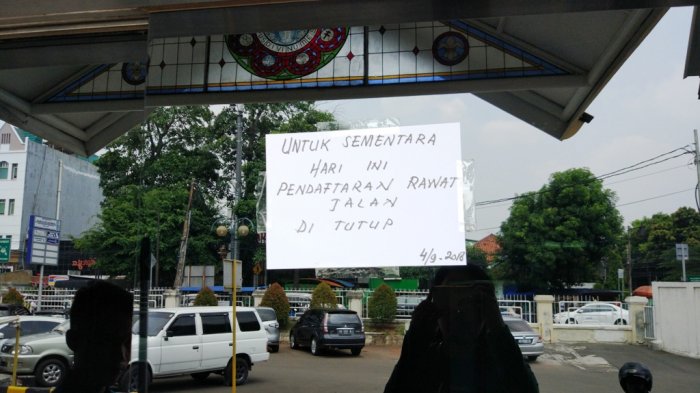 UNTUK SEMENTARA
HARI INI
PENDAFTARAN RAWAT
JALAN
DI TUTUP
4/9-2018